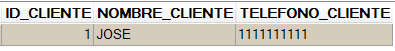 ID_CLIENTE NOMBRE_CLIENTE TELEFONO_CLIENTE
1 JOSE 1111111111